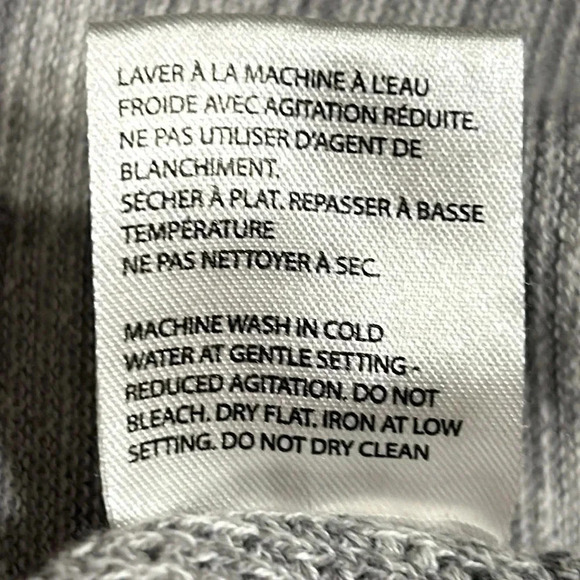 LAVER À LA MACHINE À L'EAU
FROIDE AVEC AGITATION RÉDUITE.
NE PAS UTILISER D'AGENT DE
BLANCHIMENT.
SÉCHER À PLAT. REPASSER À BASSE
TEMPÉRATURE
NE PAS NETTOYER À SEC.
MACHINE WASH IN COLD
WATER AT GENTLE SETTING -
REDUCED AGITATION. DO NOT
BLEACH. DRY FLAT. IRON AT LOW
SETTING. DO NOT DRY CLEAN